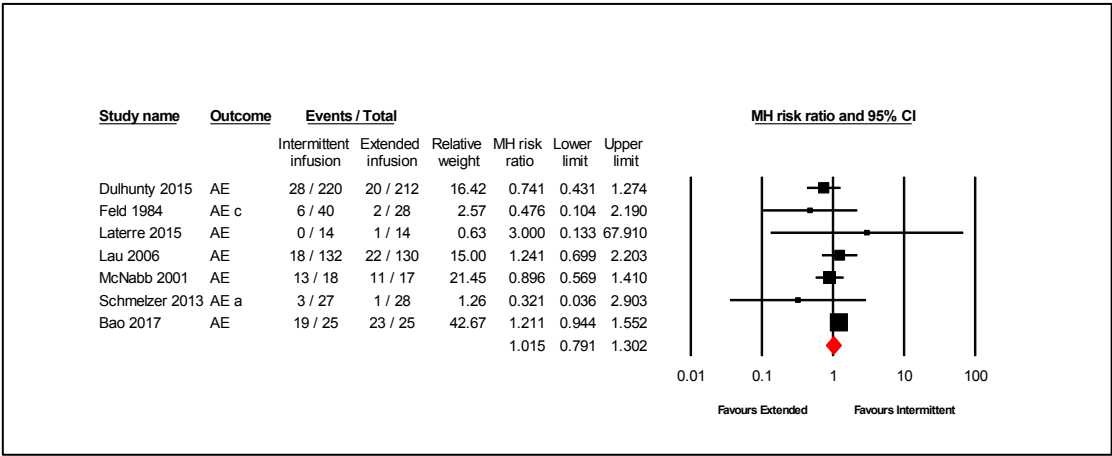 Study name Outcome Events / Total MH risk ratio and 95% CI
Intermittent Extended Relative MH risk Lower Upper
infusion infusion weight ratio limit limit
Dulhunty 2015 AE 28 / 220 20 / 212 16.42 0.741 0.431 1.274
Feld 1984 AE c 6 / 40 2 / 28 2.57 0.476 0.104 2.190
Laterre 2015 AE 0 / 14 1 / 14 0.63 3.000 0.133 67.910
Lau 2006 AE 18 / 132 22 / 130 15.00 1.241 0.699 2.203
McNabb 2001 AE 13 / 18 11 / 17 21.45 0.896 0.569 1.410
Schmelzer 2013 AE a 3 / 27 1 / 28 1.26 0.321 0.036 2.903
Bao 2017 AE 19 / 25 23 / 25 42.67 1.211 0.944 1.552
1.015 0.791 1.302
0.01 0.1 1 10 100
Favours Extended Favours Intermittent